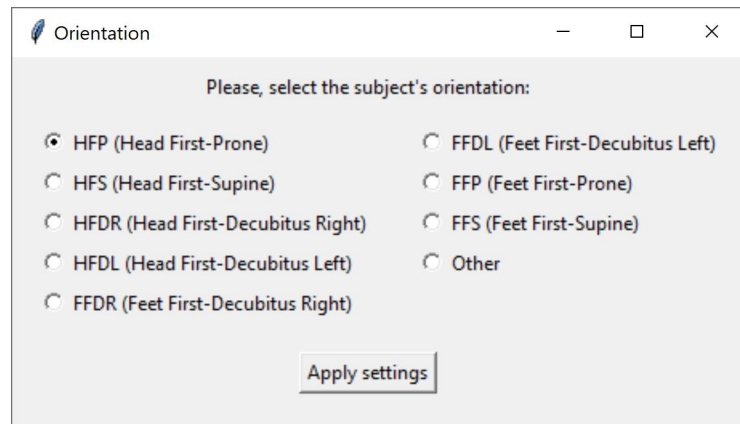 Orientation
Please, select the subject's orientation:
HFP (Head First-Prone)
HFS (Head First-Supine)
HFDR (Head First-Decubitus Right)
HFDL (Head First-Decubitus Left)
FFDR (Feet First-Decubitus Right)
FFDL (Feet First-Decubitus Left)
FFP (Feet First-Prone)
FFS (Feet First-Supine)
Other
Apply settings